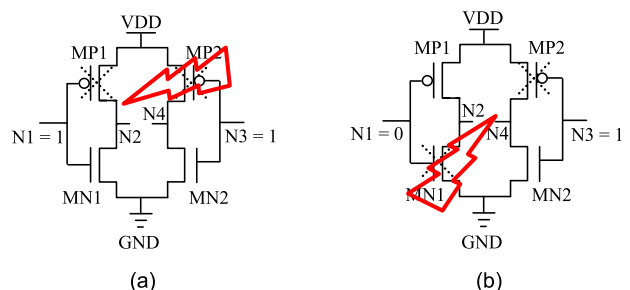 VDD
MP1 MP2
N4
N1 = 1 N2 N3 = 1
MN1 MN2
GND
(a)
VDD
MP1 MP2
N2
N1 = 0 N4 N3 = 1
MN1 MN2
GND
(b)